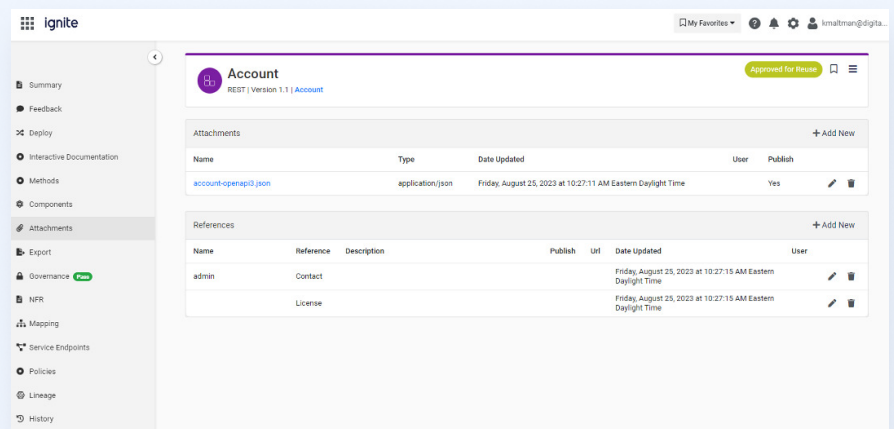 ignite
My Favorites
kmaltman@digita...
Summary
Feedback
Deploy
Interactive Documentation
Methods
Components
Attachments
Export
Governance Pass
NFR
Mapping
Service Endpoints
Policies
Lineage
History
Account
REST | Version 1.1 | Account
Approved for Reuse
Attachments
+ Add New
Name Type Date Updated User Publish
account-openapi3.json application/json Friday, August 25, 2023 at 10:27:11 AM Eastern Daylight Time Yes
References
+ Add New
Name Reference Description Publish Url Date Updated User
admin Contact Friday, August 25, 2023 at 10:27:15 AM Eastern
Daylight Time
License Friday, August 25, 2023 at 10:27:15 AM Eastern
Daylight Time